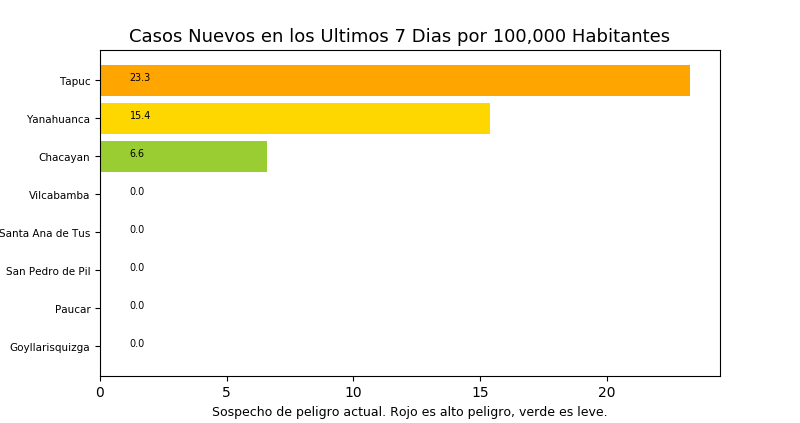 Casos Nuevos en los Ultimos 7 Dias por 100,000 Habitantes
Tapuc 23.3
Yanahuanca 15.4
Chacayan 6.6
Vilcabamba 0.0
Santa Ana de Tus 0.0
San Pedro de Pil 0.0
Paucar 0.0
Goyllarisquizga 0.0
0 5 10 15 20
Sospecho de peligro actual. Rojo es alto peligro, verde es leve.